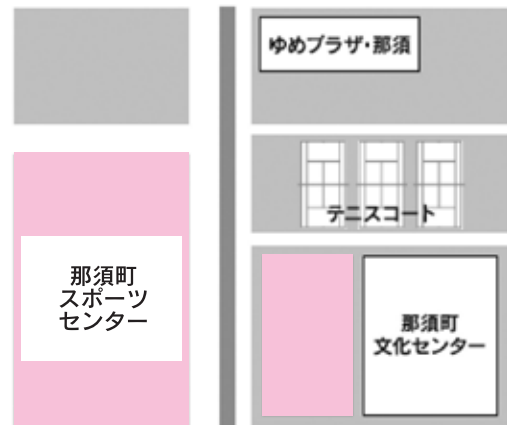 ゆめプラザ・那須
テニスコート
那須町
スポーツ
センター
那須町
文化センター